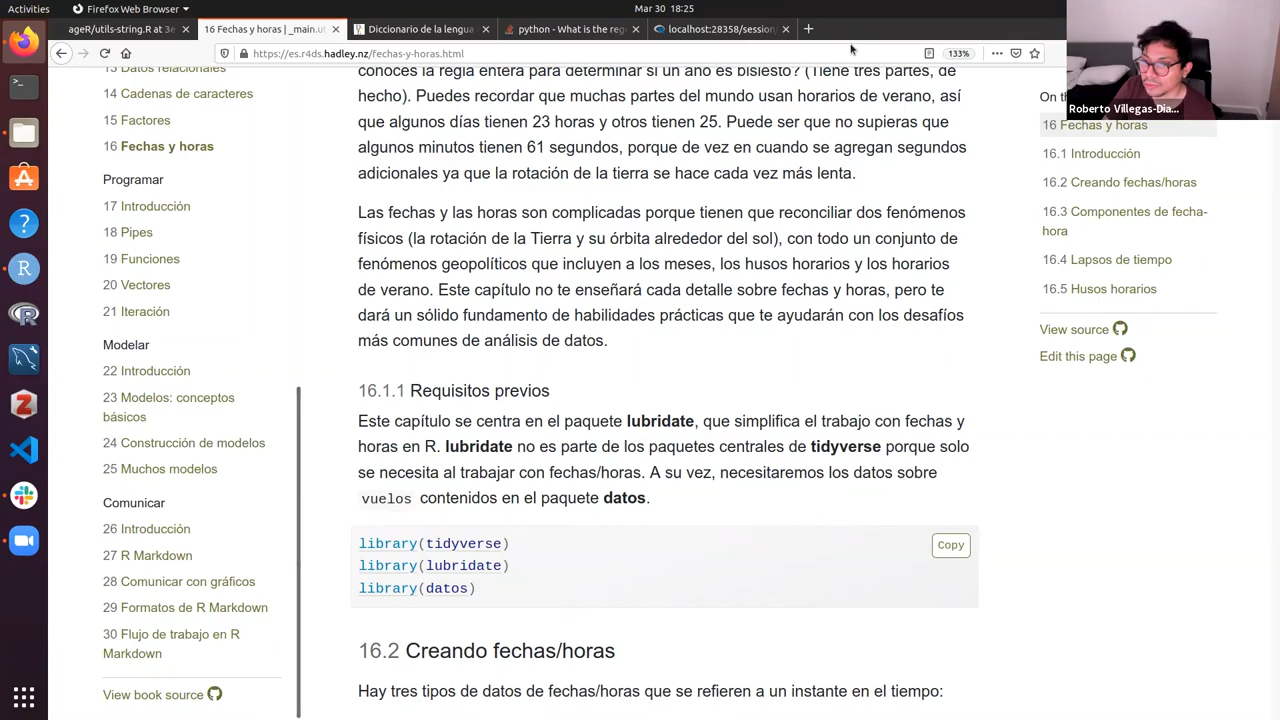 Activities
Firefox Web Browser
Mar 30 18:25
ageR/utils-string.R at
16 Fechas y horas | _main.u
Diccionario de la lengua
python - What is the reg
localhost:28358/session
https://es.r4ds.hadley.nz/fechas-y-horas.html
133%
Roberto Villegas-Dia...
13 Datos relacionales
14 Cadenas de caracteres
15 Factores
16 Fechas y horas
Programar
17 Introducción
18 Pipes
19 Funciones
20 Vectores
21 Iteración
Modelar
22 Introducción
23 Modelos: conceptos
básicos
24 Construcción de modelos
25 Muchos modelos
Comunicar
26 Introducción
27 R Markdown
28 Comunicar con gráficos
29 Formatos de R Markdown
30 Flujo de trabajo en R
Markdown
View book source
conoces la regla entera para determinar si un año es bisiesto? (Tiene tres partes, de
hecho). Puedes recordar que muchas partes del mundo usan horarios de verano, así
que algunos días tienen 23 horas y otros tienen 25. Puede ser que no supieras que
algunos minutos tienen 61 segundos, porque de vez en cuando se agregan segundos
adicionales ya que la rotación de la tierra se hace cada vez más lenta.
Las fechas y las horas son complicadas porque tienen que reconciliar dos fenómenos
físicos (la rotación de la Tierra y su órbita alrededor del sol), con todo un conjunto de
fenómenos geopolíticos que incluyen a los meses, los husos horarios y los horarios
de verano. Este capítulo no te enseñará cada detalle sobre fechas y horas, pero te
dará un sólido fundamento de habilidades prácticas que te ayudarán con los desafíos
más comunes de análisis de datos.
16.1.1 Requisitos previos
Este capítulo se centra en el paquete lubridate, que simplifica el trabajo con fechas y
horas en R. lubridate no es parte de los paquetes centrales de tidyverse porque solo
se necesita al trabajar con fechas/horas. A su vez, necesitaremos los datos sobre
vuelos contenidos en el paquete datos.
library(tidyverse)
library(lubridate)
library(datos)
Copy
16.2 Creando fechas/horas
Hay tres tipos de datos de fechas/horas que se refieren a un instante en el tiempo:
On th
16 Fechas y horas
16.1 Introducción
16.2 Creando fechas/horas
16.3 Componentes de fecha-
hora
16.4 Lapsos de tiempo
16.5 Husos horarios
View source
Edit this page